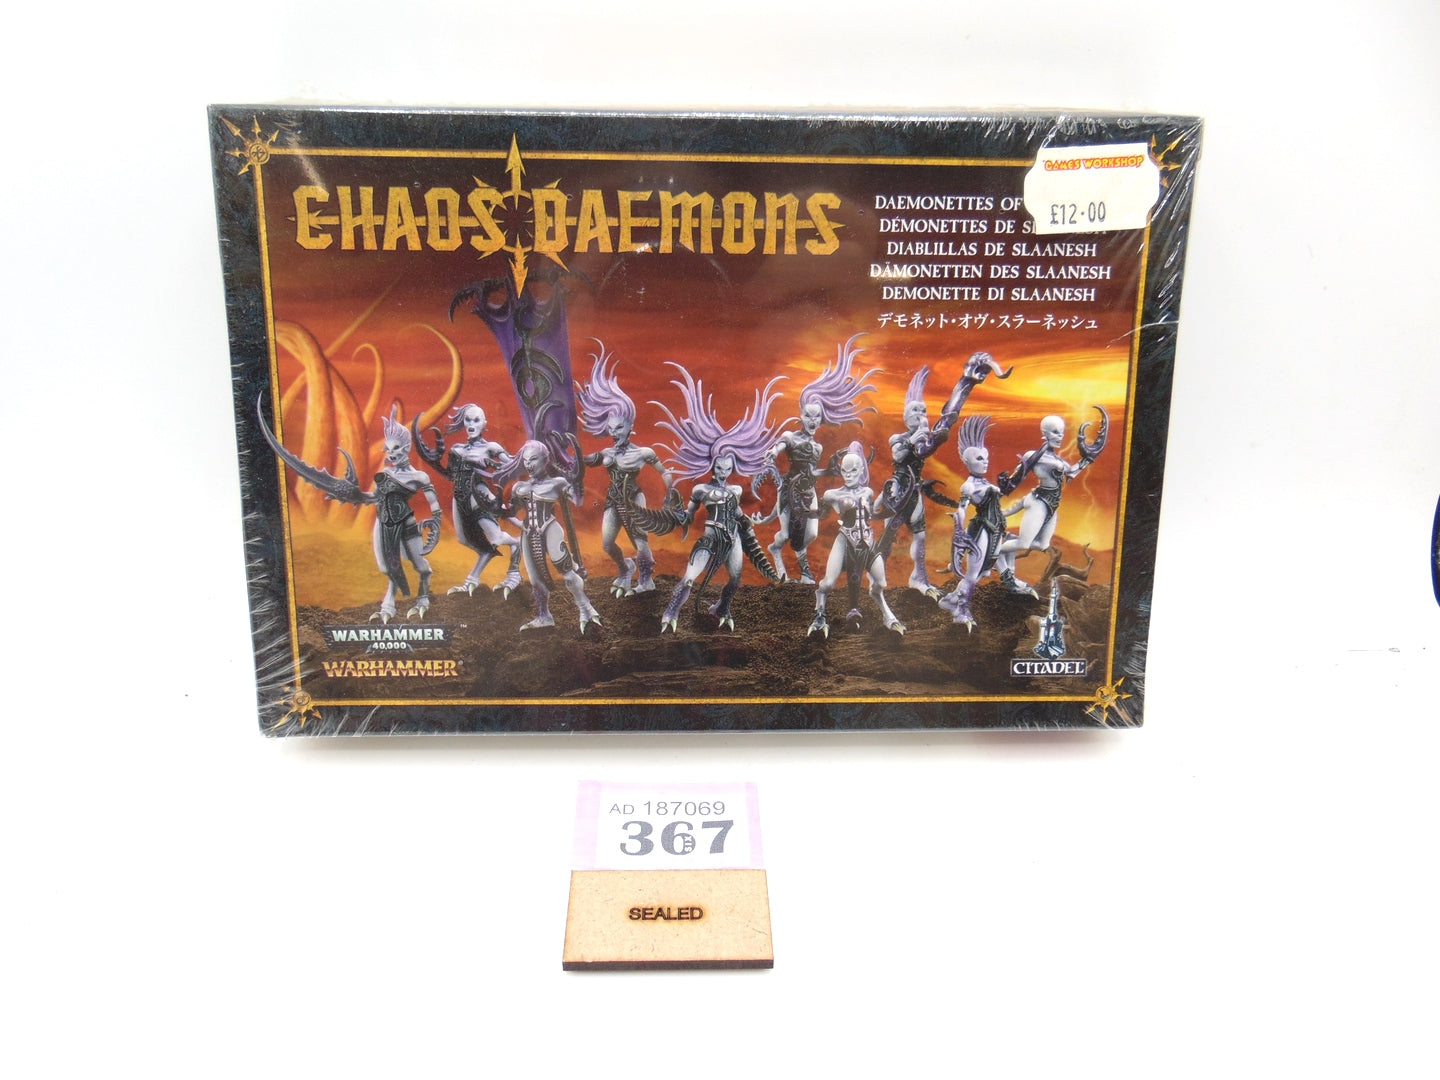 GAMES WORKSHOP
£12.00
CHAOS DAEMONS
DAEMONETTES OF
DÉMONETTES DE
DIABLILLAS DE SLAANESH
DÄMONETTEN DES SLAANESH
DEMONETTE DI SLAANESH
デモネット・オヴ・スラーネッシュ
WARHAMMER
40,000
™
WARHAMMER®
CITADEL
AD 187069
367
SEALED